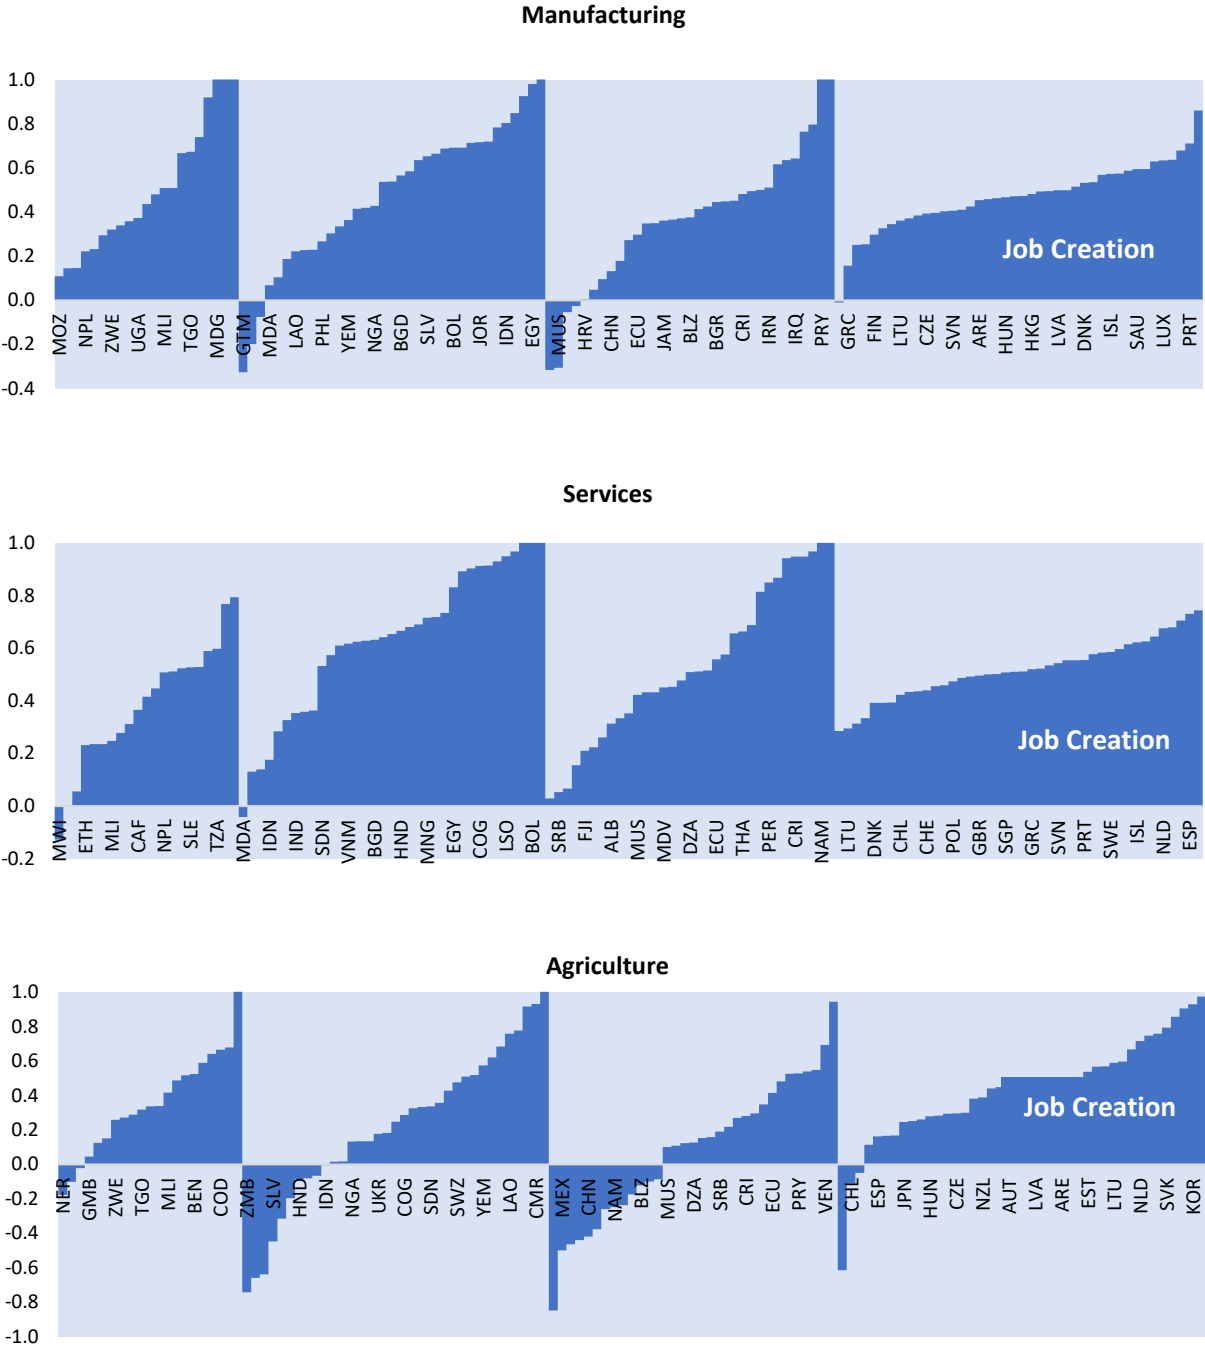 Manufacturing
1.0
0.8
0.6
0.4
0.2
0.0
-0.2
-0.4
Job Creation
MOZ NPL ZWE UGA MLI TGO MDG GTM MDA LAO PHL YEM NGA BGD SLV BOL JOR IDN EGY MUS HRV CHN ECU JAM BLZ BGR CRI IRN IRQ PRY GRC FIN LTU CZE SVN ARE HUN HKG LVA DNK ISL SAU LUX PRT
Services
1.0
0.8
0.6
0.4
0.2
0.0
-0.2
Job Creation
MWI ETH MLI CAF NPL SLE TZA MDA IDN IND SDN VNM BGD HND MNG EGY COG LSO BOL SRB FJI ALB MUS MDV DZA ECU THA PER CRI NAM LTU DNK CHL CHE POL GBR SGP GRC SVN PRT SWE ISL NLD ESP
Agriculture
1.0
0.8
0.6
0.4
0.2
0.0
-0.2
-0.4
-0.6
-0.8
-1.0
Job Creation
NER GMB ZWE TGO MLI BEN COD ZMB SLV HND IDN NGA UKR COG SDN SWZ YEM LAO CMR MEX CHN NAM BLZ MUS DZA SRB CRI ECU PRY VEN CHL ESP JPN HUN CZE NZL AUT LVA ARE EST LTU NLD SVK KOR